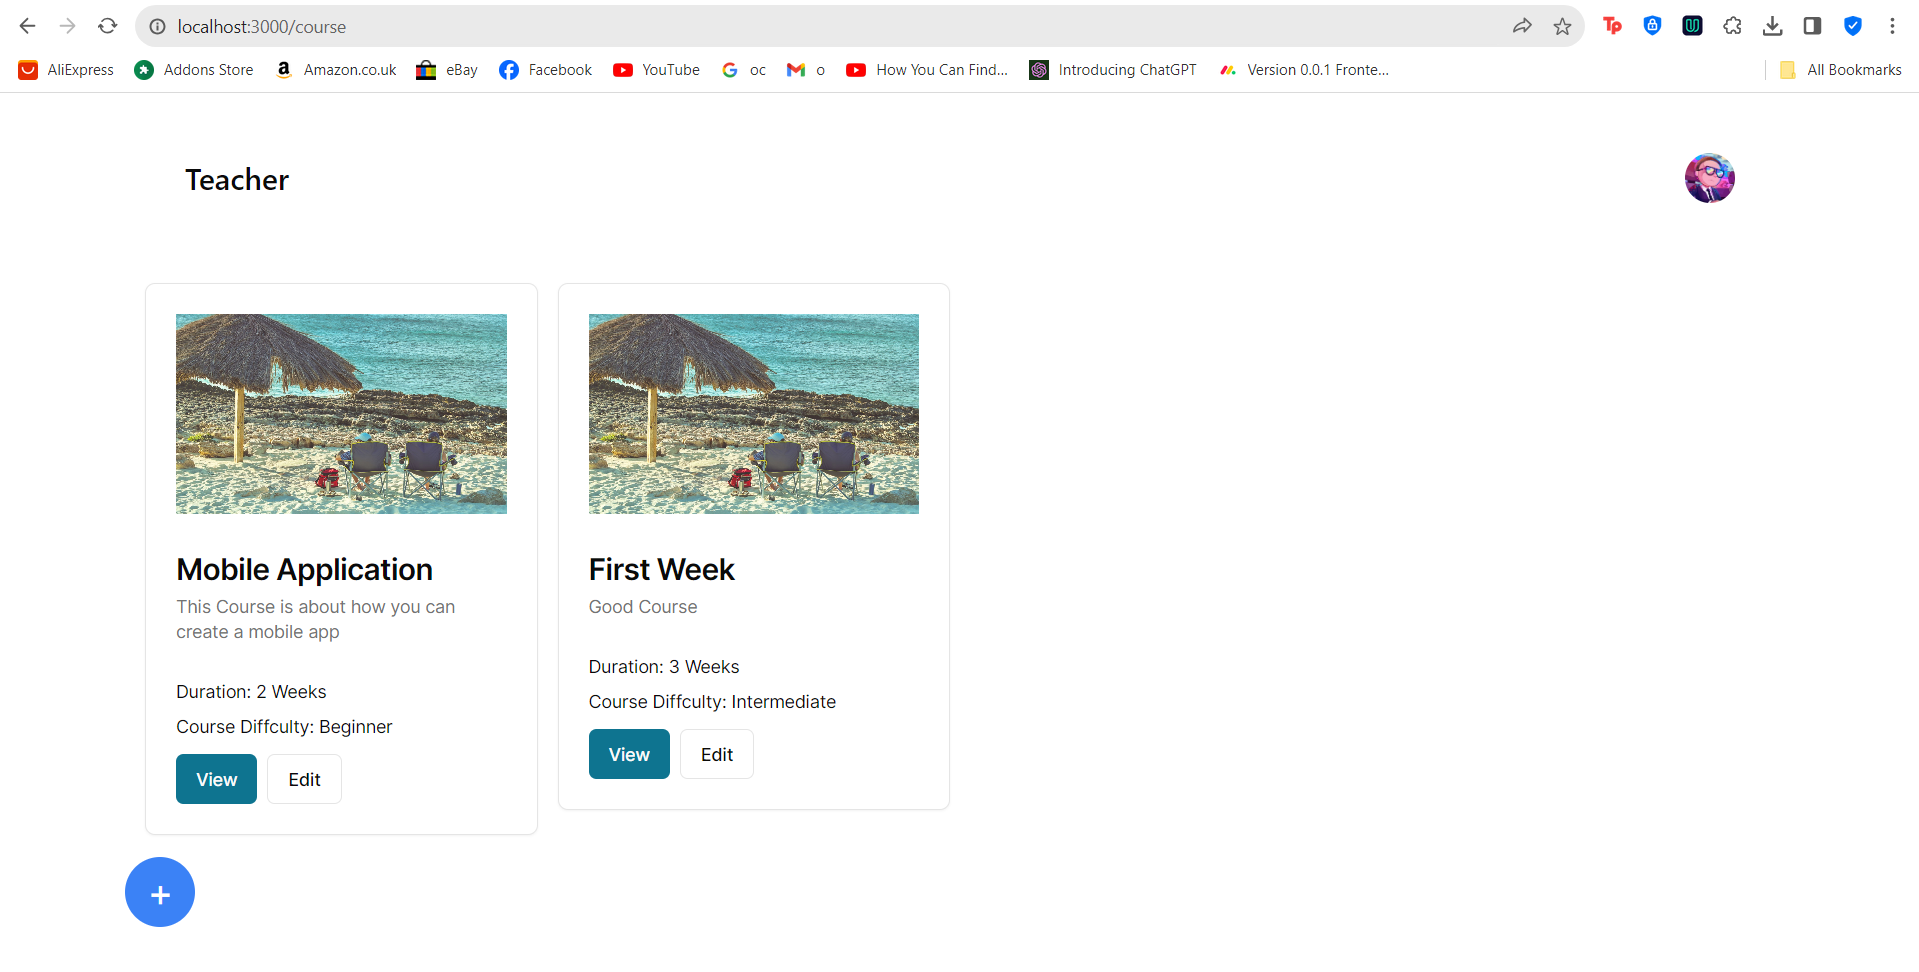 localhost:3000/course
AliExpress Addons Store Amazon.co.uk eBay Facebook YouTube oc o How You Can Find... Introducing ChatGPT Version 0.0.1 Fronte... All Bookmarks
Teacher
Mobile Application
This Course is about how you can
create a mobile app
Duration: 2 Weeks
Course Diffculty: Beginner
View Edit
First Week
Good Course
Duration: 3 Weeks
Course Diffculty: Intermediate
View Edit
+